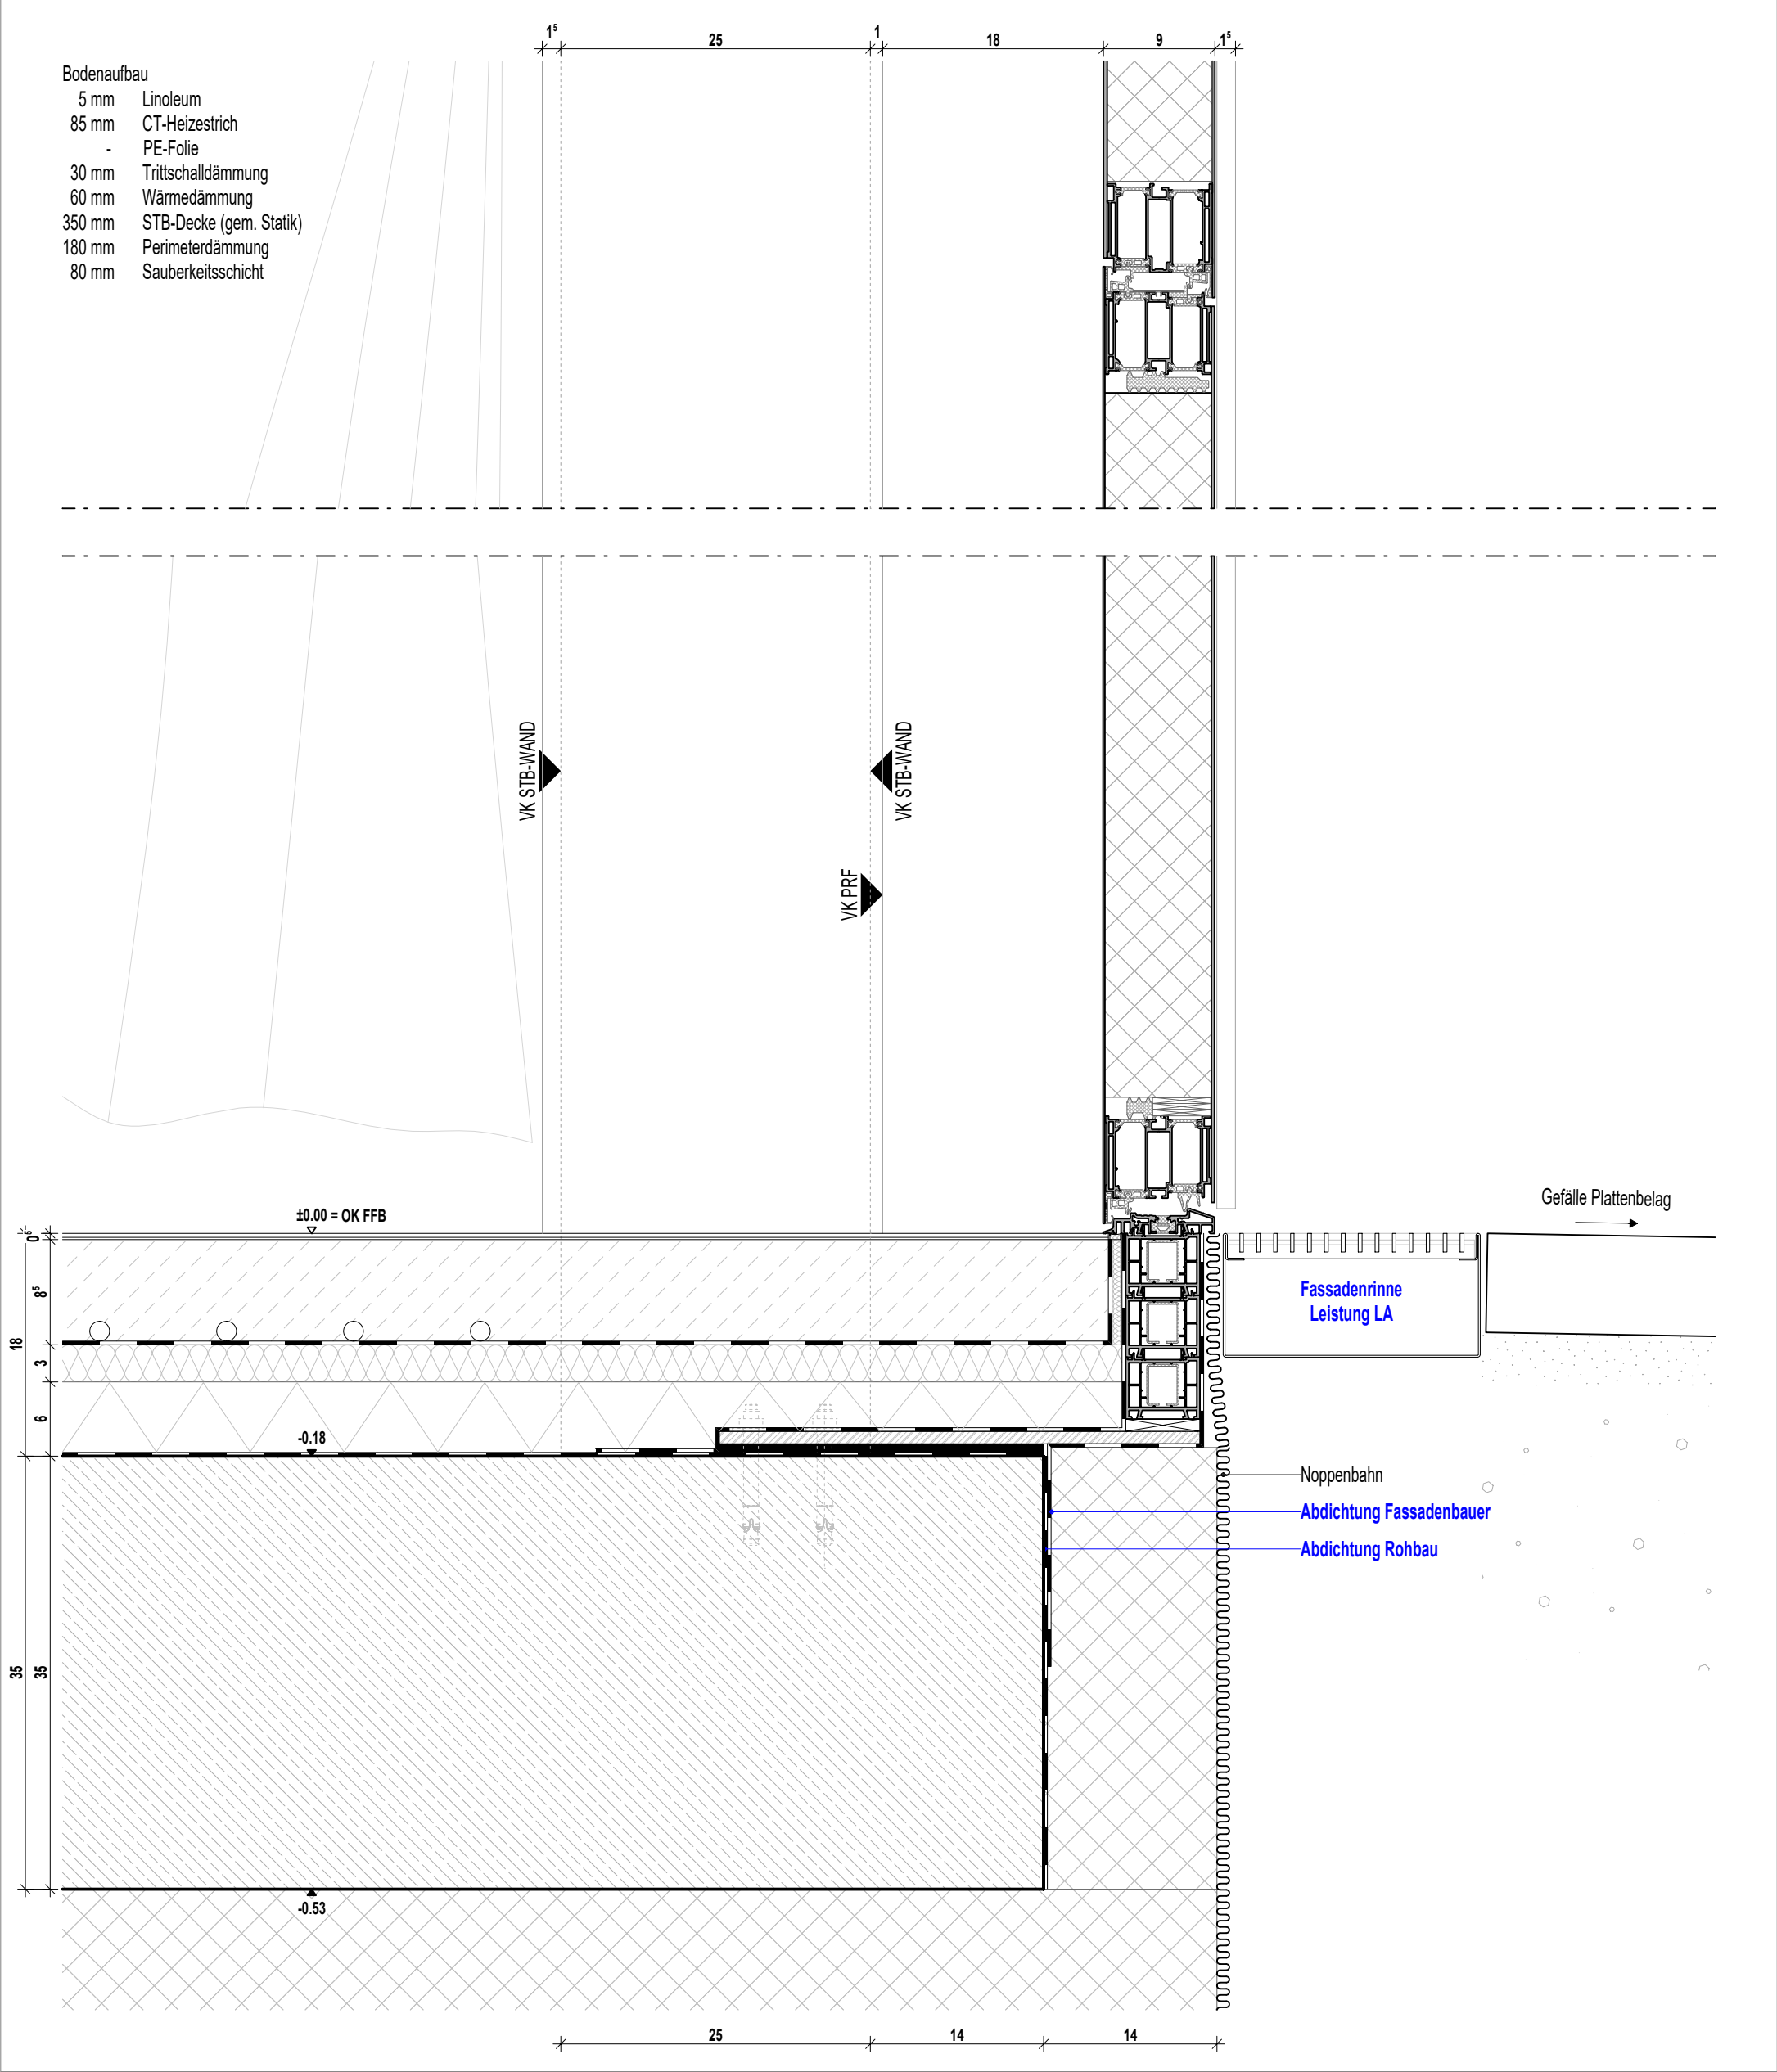 1⁵ 25 1 18 9 1⁵
Bodenaufbau
5 mm Linoleum
85 mm CT-Heizestrich
- PE-Folie
30 mm Trittschalldämmung
60 mm Wärmedämmung
350 mm STB-Decke (gem. Statik)
180 mm Perimeterdämmung
80 mm Sauberkeitsschicht
VK STB-WAND
VK STB-WAND
VK PRF
Gefälle Plattenbelag
±0.00 = OK FFB
0⁵
8⁵
18
3
6
Fassadenrinne
Leistung LA
-0.18
Noppenbahn
Abdichtung Fassadenbauer
Abdichtung Rohbau
35
35
-0.53
25 14 14